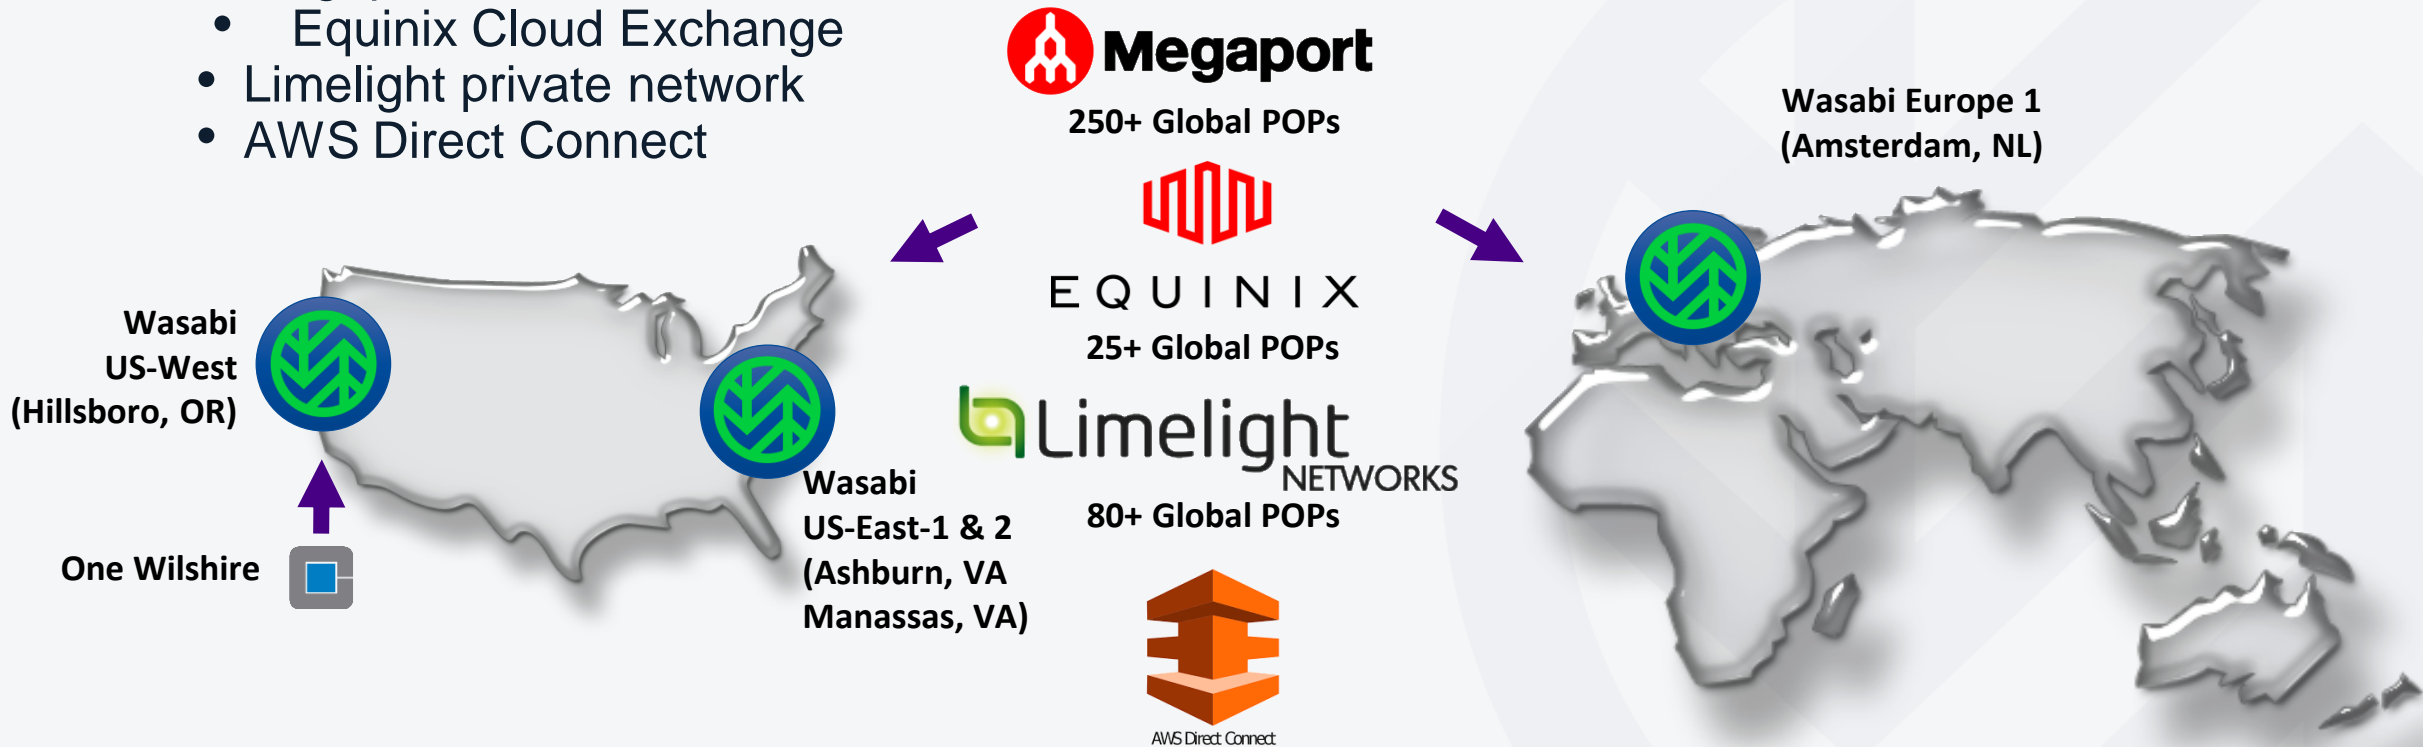 • Equinix Cloud Exchange
• Limelight private network
• AWS Direct Connect
Megaport
250+ Global POPs
EQUINIX
25+ Global POPs
Limelight
NETWORKS
80+ Global POPs
AWS Direct Connect
Wasabi
US-West
(Hillsboro, OR)
One Wilshire
Wasabi
US-East-1 & 2
(Ashburn, VA
Manassas, VA)
Wasabi Europe 1
(Amsterdam, NL)